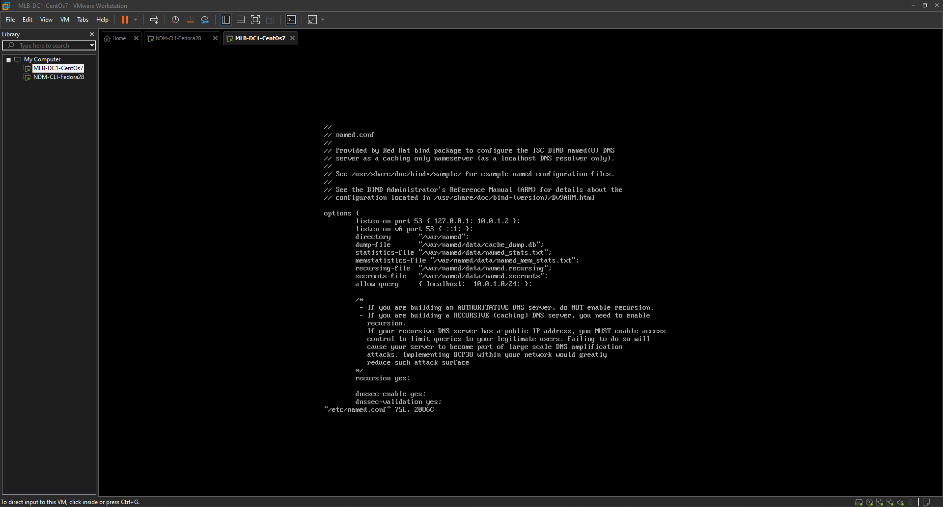 MLB-DC1-CentOs7 - VMware Workstation
File Edit View VM Tabs Help
Library
Type here to search
Home
NDM-CLI-Fedora28
MLB-DC1-CentOs7
My Computer
MLB-DC1-CentOs7
NDM-CLI-Fedora28
//
// named.conf
//
// Provided by Red Hat bind package to configure the ISC BIND named(8) DNS
// server as a caching only nameserver (as a localhost DNS resolver only).
//
// See /usr/share/doc/bind*/sample/ for example named configuration files.
//
// See the BIND Administrator's Reference Manual (ARM) for details about the
// configuration located in /usr/share/doc/bind-{version}/Bv9ARM.html
options {
listen-on port 53 { 127.0.0.1; 10.0.1.2 };
listen-on-v6 port 53 { ::1; };
directory "/var/named";
dump-file "/var/named/data/cache_dump.db";
statistics-file "/var/named/data/named_stats.txt";
memstatistics-file "/var/named/data/named_mem_stats.txt";
recursing-file "/var/named/data/named.recursing";
secroots-file "/var/named/data/named.secroots";
allow-query { localhost; 10.0.1.0/24; };
/*
- If you are building an AUTHORITATIVE DNS server, do NOT enable recursion.
- If you are building a RECURSIVE (caching) DNS server, you need to enable
recursion.
- If your recursive DNS server has a public IP address, you MUST enable access
control to limit queries to your legitimate users. Failing to do so will
cause your server to become part of large scale DNS amplification
attacks. Implementing BCP38 within your network would greatly
reduce such attack surface
*/
recursion yes;
dnssec-enable yes;
dnssec-validation yes;
"/etc/named.conf" 75L, 2006C
To direct input to this VM, click inside or press Ctrl+G.